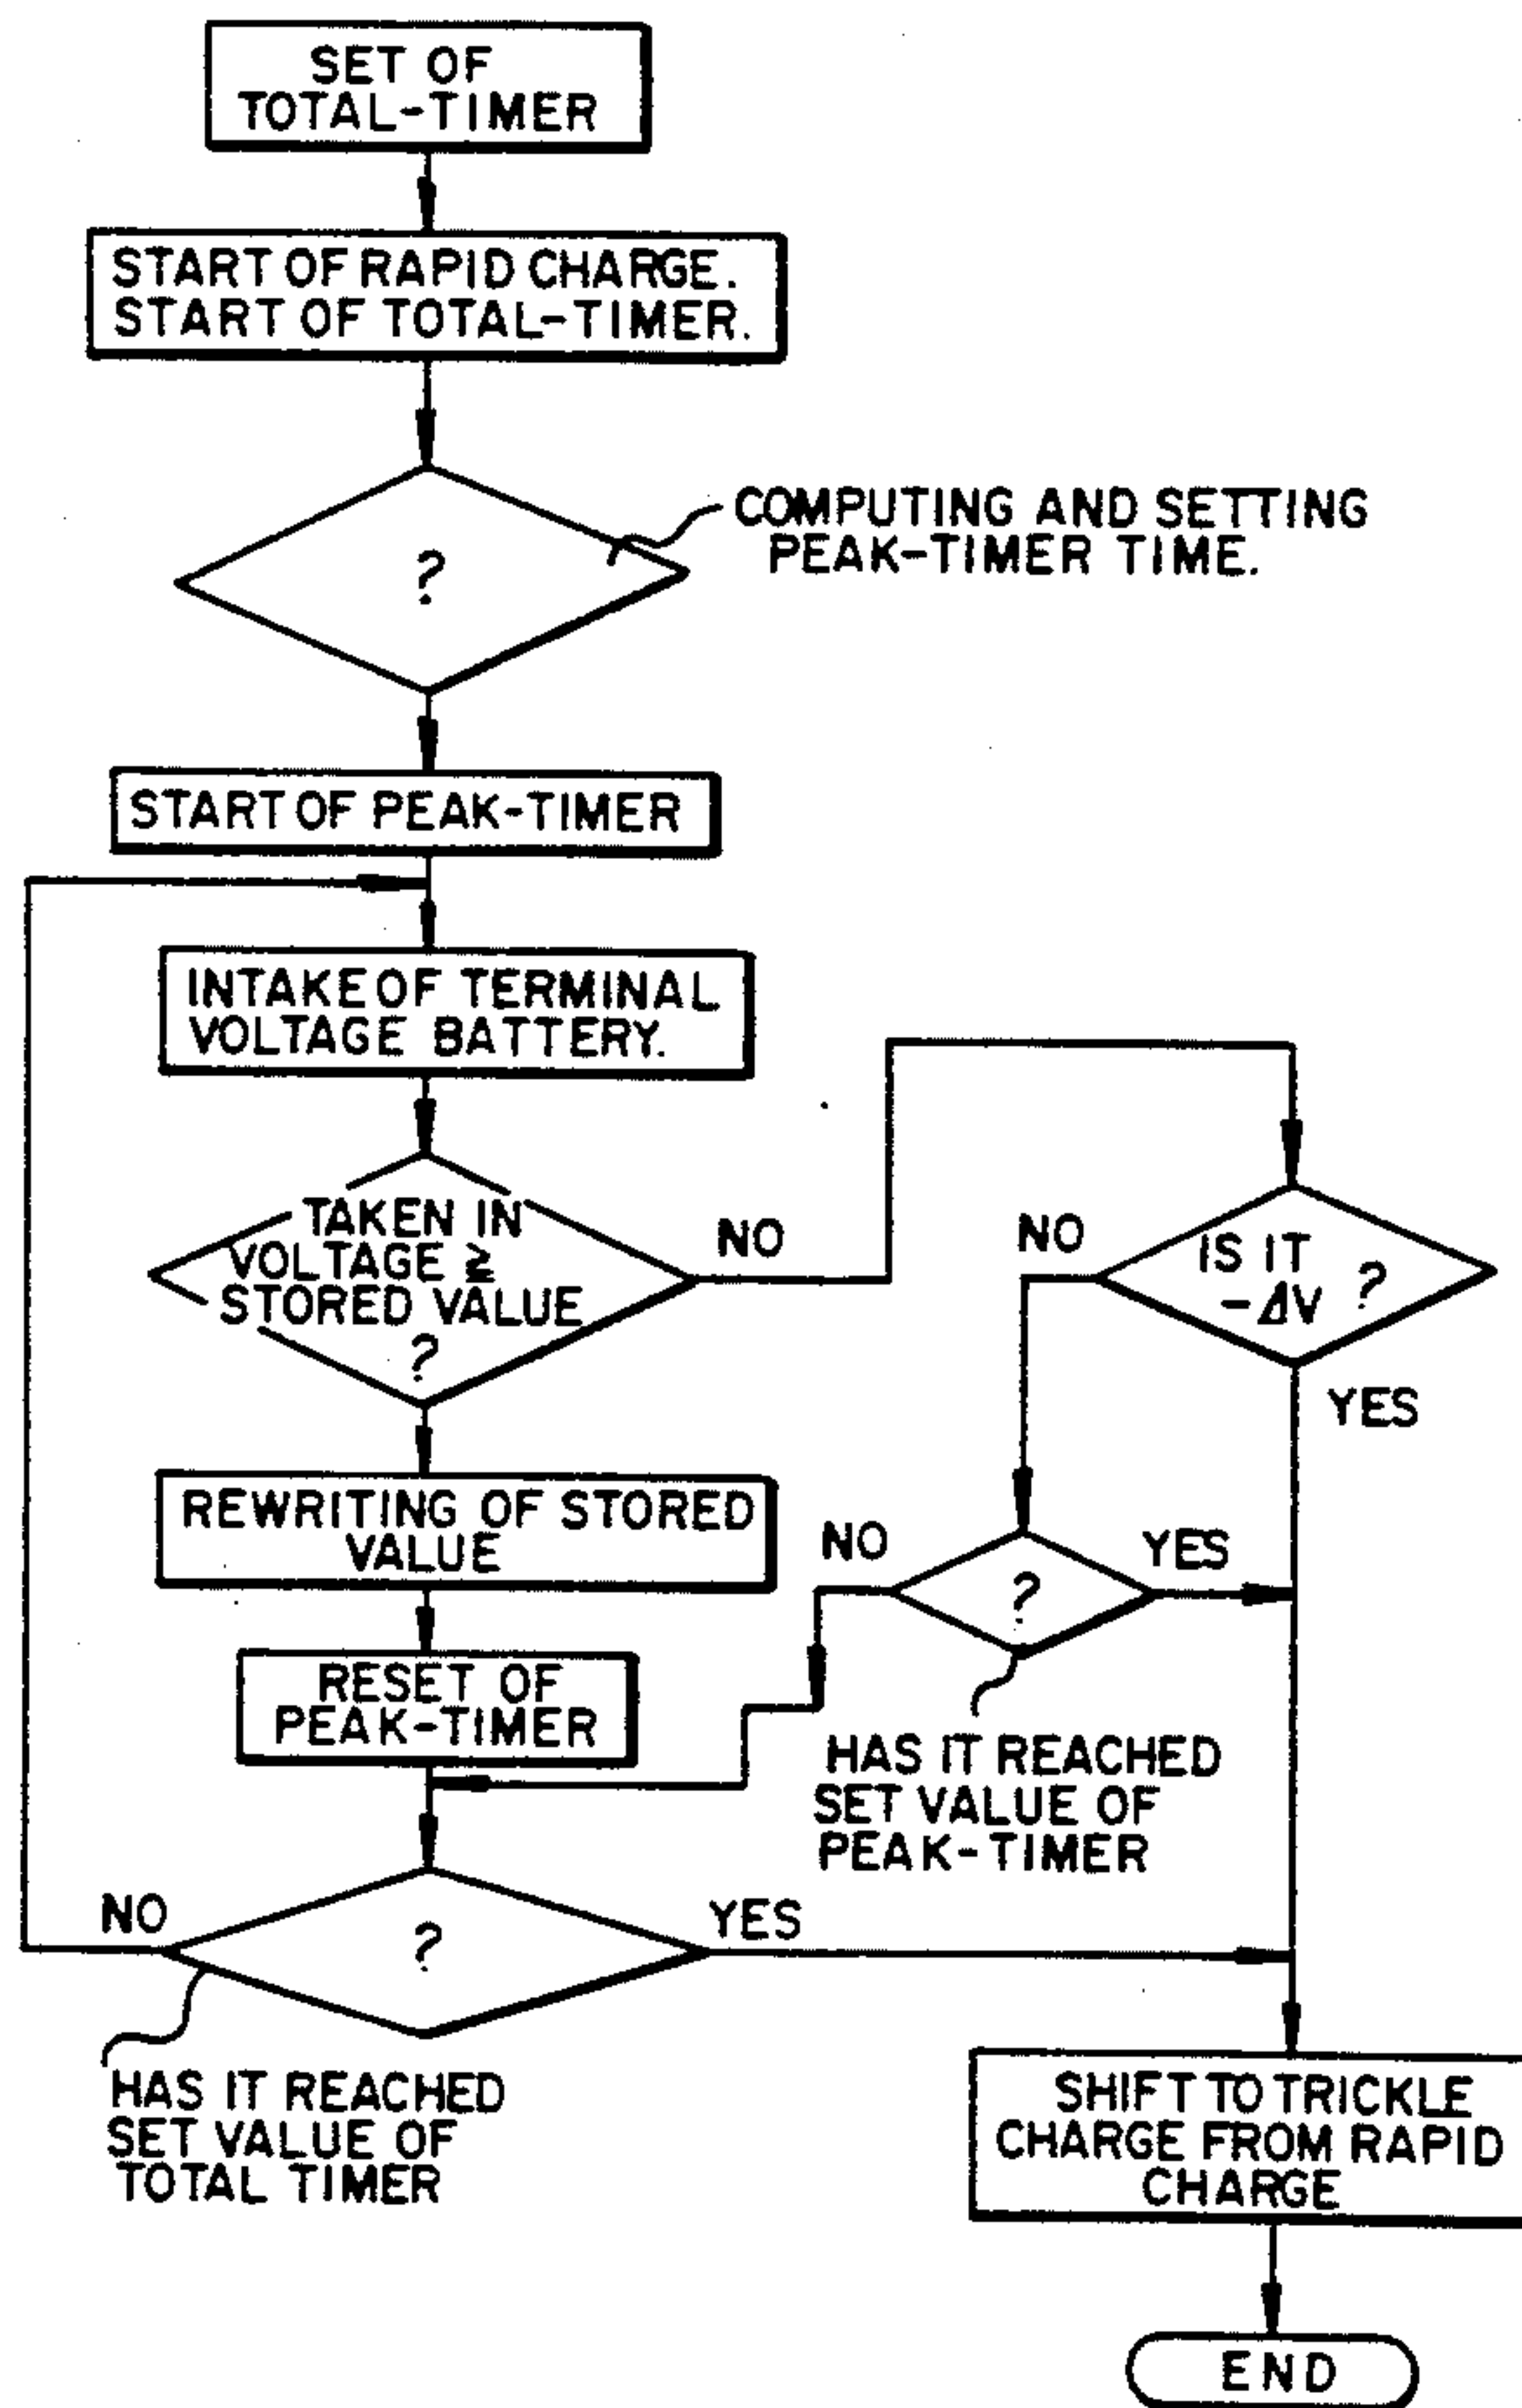 SET OF
TOTAL-TIMER
START OF RAPID CHARGE.
START OF TOTAL-TIMER.
?
COMPUTING AND SETTING
PEAK-TIMER TIME.
START OF PEAK-TIMER
INTAKE OF TERMINAL
VOLTAGE BATTERY.
TAKEN IN
VOLTAGE ≥
STORED VALUE
?
NO
NO
IS IT
-ΔV ?
YES
REWRITING OF STORED
VALUE
NO
?
YES
RESET OF
PEAK-TIMER
HAS IT REACHED
SET VALUE OF
PEAK-TIMER
NO
?
YES
HAS IT REACHED
SET VALUE OF
TOTAL TIMER
SHIFT TO TRICKLE
CHARGE FROM RAPID
CHARGE
END